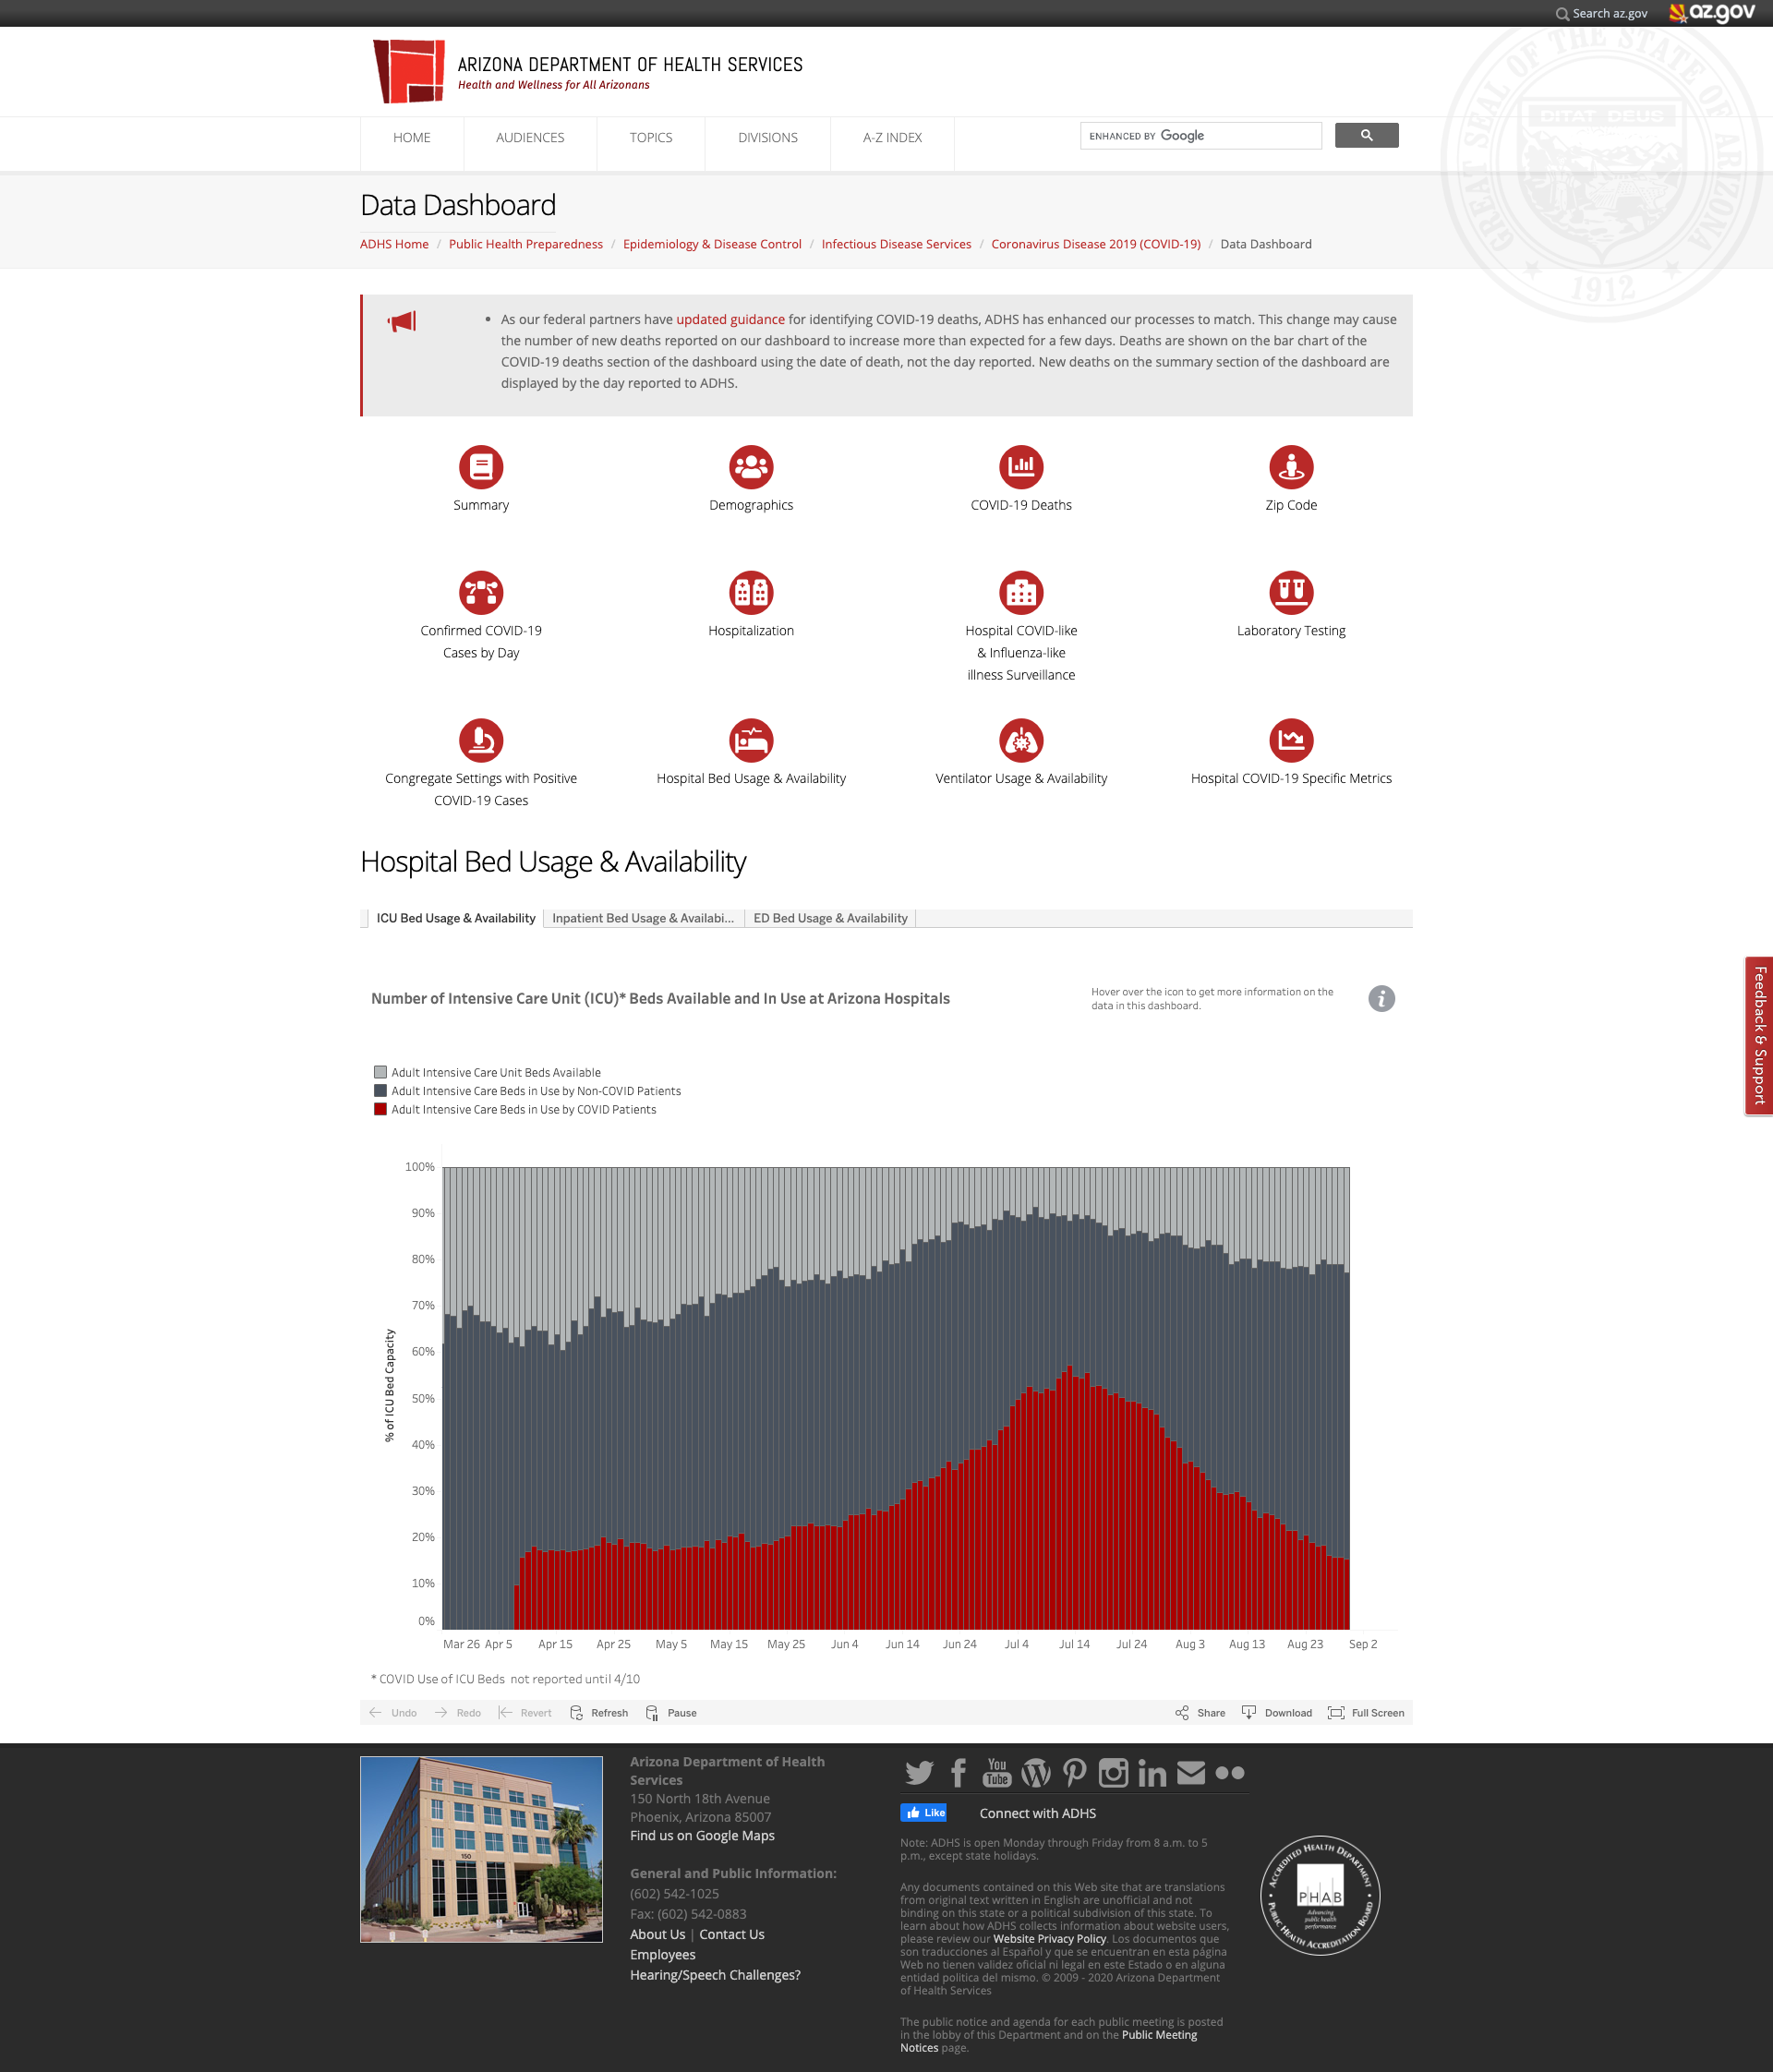 Search az.gov
az.gov
ARIZONA DEPARTMENT OF HEALTH SERVICES
Health and Wellness for All Arizonans
GREAT SEAL OF THE STATE OF ARIZONA
DITAT DEUS
1912
HOME
AUDIENCES
TOPICS
DIVISIONS
A-Z INDEX
ENHANCED BY Google
Data Dashboard
ADHS Home / Public Health Preparedness / Epidemiology & Disease Control / Infectious Disease Services / Coronavirus Disease 2019 (COVID-19) / Data Dashboard
• As our federal partners have updated guidance for identifying COVID-19 deaths, ADHS has enhanced our processes to match. This change may cause
the number of new deaths reported on our dashboard to increase more than expected for a few days. Deaths are shown on the bar chart of the
COVID-19 deaths section of the dashboard using the date of death, not the day reported. New deaths on the summary section of the dashboard are
displayed by the day reported to ADHS.
Summary
Demographics
COVID-19 Deaths
Zip Code
Confirmed COVID-19
Cases by Day
Hospitalization
Hospital COVID-like
& Influenza-like
illness Surveillance
Laboratory Testing
Congregate Settings with Positive
COVID-19 Cases
Hospital Bed Usage & Availability
Ventilator Usage & Availability
Hospital COVID-19 Specific Metrics
Hospital Bed Usage & Availability
ICU Bed Usage & Availability
Inpatient Bed Usage & Availabi...
ED Bed Usage & Availability
Feedback & Support
Number of Intensive Care Unit (ICU)* Beds Available and In Use at Arizona Hospitals
Hover over the icon to get more information on the
data in this dashboard.
i
Adult Intensive Care Unit Beds Available
Adult Intensive Care Beds in Use by Non-COVID Patients
Adult Intensive Care Beds in Use by COVID Patients
% of ICU Bed Capacity
100%
90%
80%
70%
60%
50%
40%
30%
20%
10%
0%
Mar 26 Apr 5 Apr 15 Apr 25 May 5 May 15 May 25 Jun 4 Jun 14 Jun 24 Jul 4 Jul 14 Jul 24 Aug 3 Aug 13 Aug 23 Sep 2
* COVID Use of ICU Beds not reported until 4/10
Undo
Redo
Revert
Refresh
Pause
Share
Download
Full Screen
150
Arizona Department of Health
Services
150 North 18th Avenue
Phoenix, Arizona 85007
Find us on Google Maps
General and Public Information:
(602) 542-1025
Fax: (602) 542-0883
About Us | Contact Us
Employees
Hearing/Speech Challenges?
You
Tube
Like
Connect with ADHS
Note: ADHS is open Monday through Friday from 8 a.m. to 5
p.m., except state holidays.
Any documents contained on this Web site that are translations
from original text written in English are unofficial and not
binding on this state or a political subdivision of this state. To
learn about how ADHS collects information about website users,
please review our Website Privacy Policy. Los documentos que
son traducciones al Español y que se encuentran en esta página
Web no tienen validez oficial ni legal en este Estado o en alguna
entidad política del mismo. © 2009 - 2020 Arizona Department
of Health Services
The public notice and agenda for each public meeting is posted
in the lobby of this Department and on the Public Meeting
Notices page.
ACCREDITED HEALTH DEPARTMENT
PHAB
Advancing
public health
performance
PUBLIC HEALTH ACCREDITATION BOARD